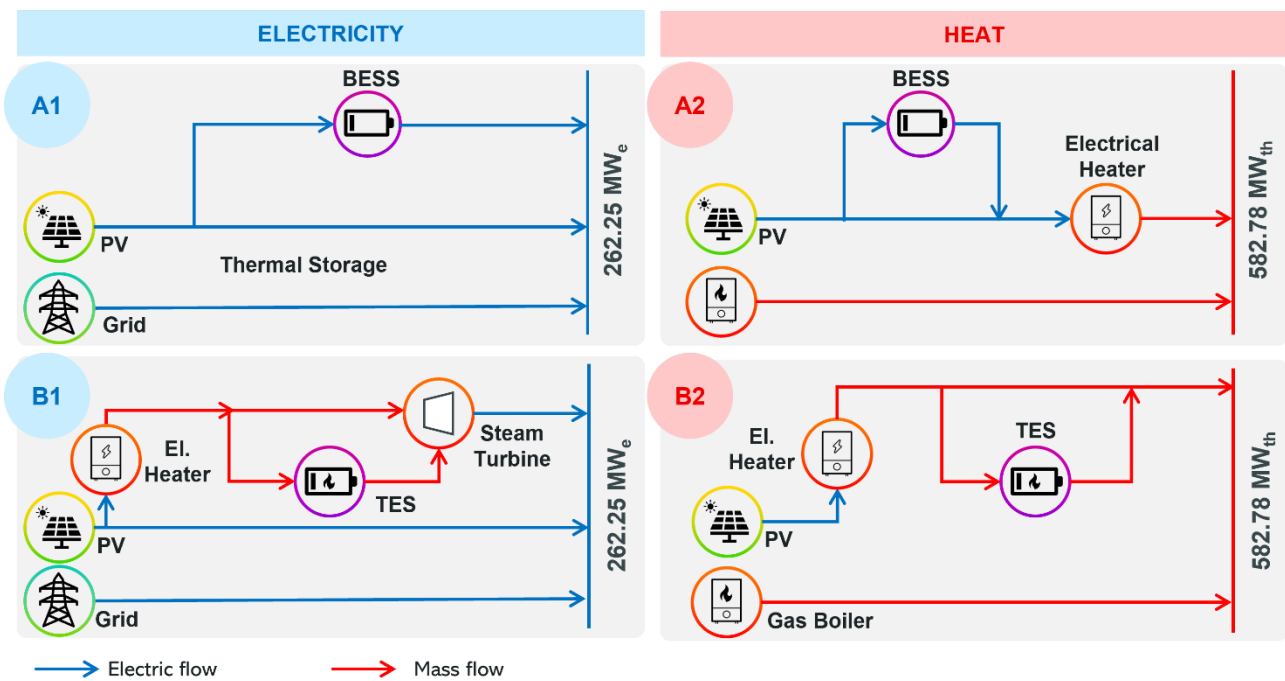 ELECTRICITY
HEAT
A1
BESS
PV
Thermal Storage
Grid
262.25 MWe
A2
BESS
Electrical
Heater
PV
582.78 MWth
B1
El.
Heater
Steam
Turbine
TES
PV
Grid
262.25 MWe
B2
El.
Heater
TES
PV
Gas Boiler
582.78 MWth
Electric flow
Mass flow